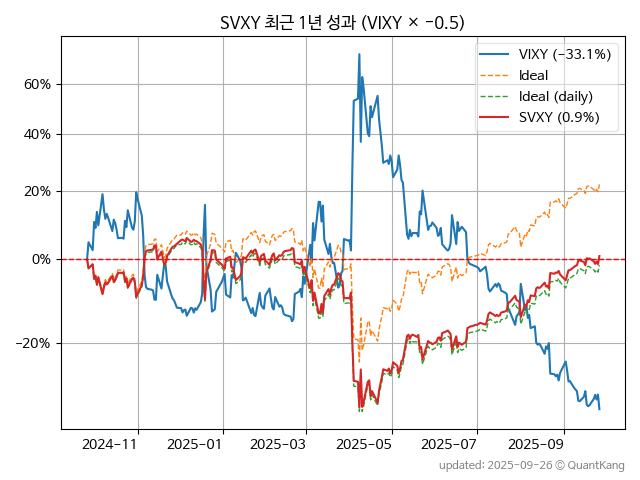 SVXY 최근 1년 성과 (VIXY × −0.5)
VIXY (−33.1%)
Ideal
Ideal (daily)
SVXY (0.9%)
60%
40%
20%
0%
−20%
2024-11
2025-01
2025-03
2025-05
2025-07
2025-09
updated: 2025-09-26 © QuantKang